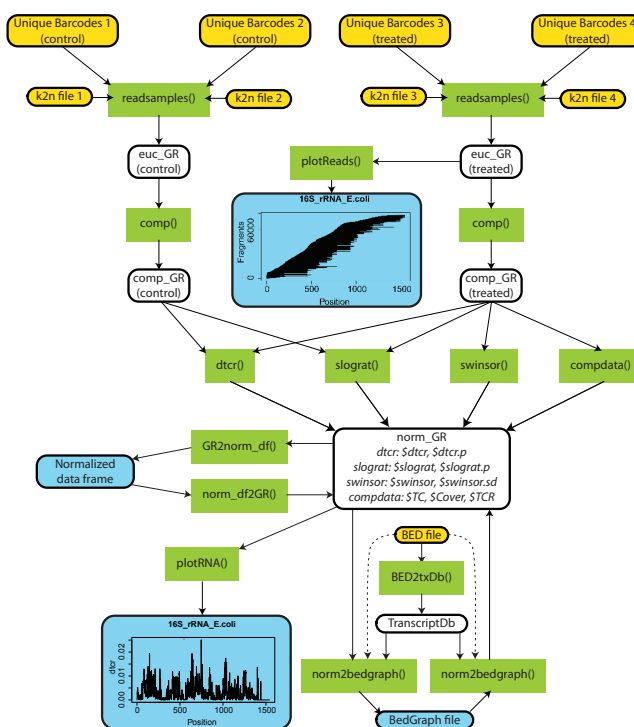 Unique Barcodes 1
(control)
Unique Barcodes 2
(control)
Unique Barcodes 3
(treated)
Unique Barcodes 4
(treated)
k2n file 1
readsamples()
k2n file 2
k2n file 3
readsamples()
k2n file 4
euc_GR
(control)
plotReads()
euc_GR
(treated)
16S_rRNA_E.coli
Fragments
0
60000
0
500
1000
1500
Position
comp()
comp()
comp_GR
(control)
comp_GR
(treated)
dtcr()
slograt()
swinsor()
compdata()
norm_GR
dtcr: $dtcr, $dtcr.p
slograt: $slograt, $slograt.p
swinsor: $swinsor, $swinsor.sd
compdata: $TC, $Cover, $TCR
GR2norm_df()
Normalized
data frame
norm_df2GR()
BED file
plotRNA()
BED2txDb()
TranscriptDb
16S_rRNA_E.coli
dtcr
0.00
0.01
0.02
0
500
1000
1500
Position
norm2bedgraph()
norm2bedgraph()
BedGraph file